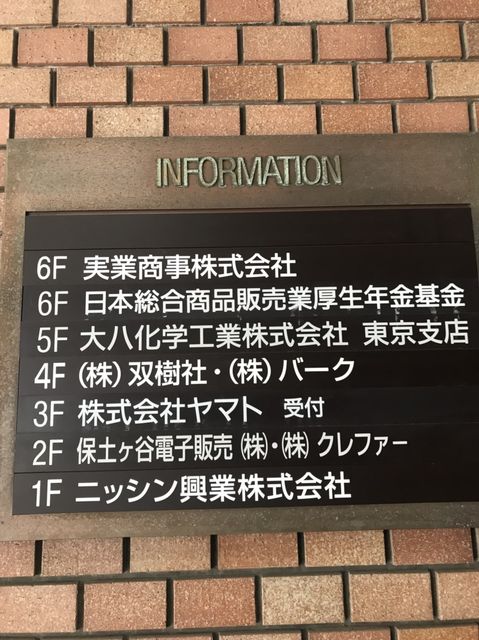 INFORMATION
6F 実業商事株式会社
6F 日本総合商品販売業厚生年金基金
5F 大八化学工業株式会社 東京支店
4F (株)双樹社・(株)バーク
3F 株式会社ヤマト 受付
2F 保土ヶ谷電子販売(株)・(株)クレファー
1F ニッシン興業株式会社